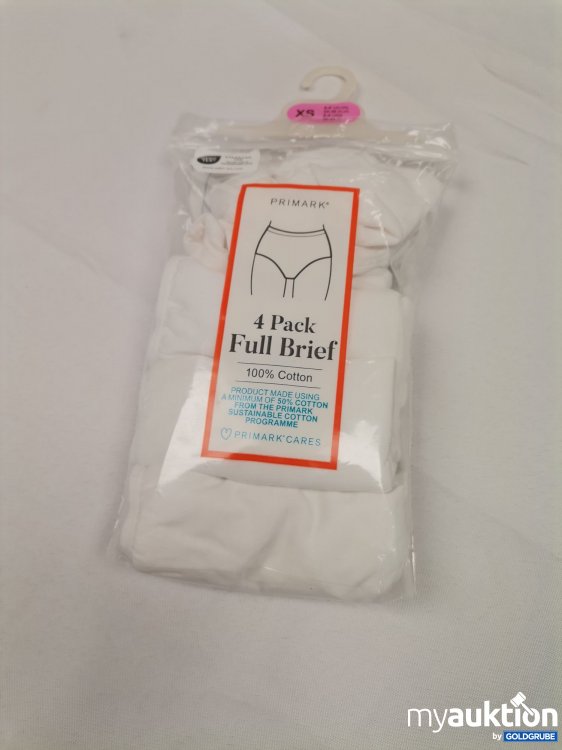 XS
PRIMARK®
4 Pack
Full Brief
100% Cotton
PRODUCT MADE USING
A MINIMUM OF 50% COTTON
FROM THE PRIMARK
SUSTAINABLE COTTON
PROGRAMME
PRIMARK®CARES
myauktion
by GOLDGRUBE